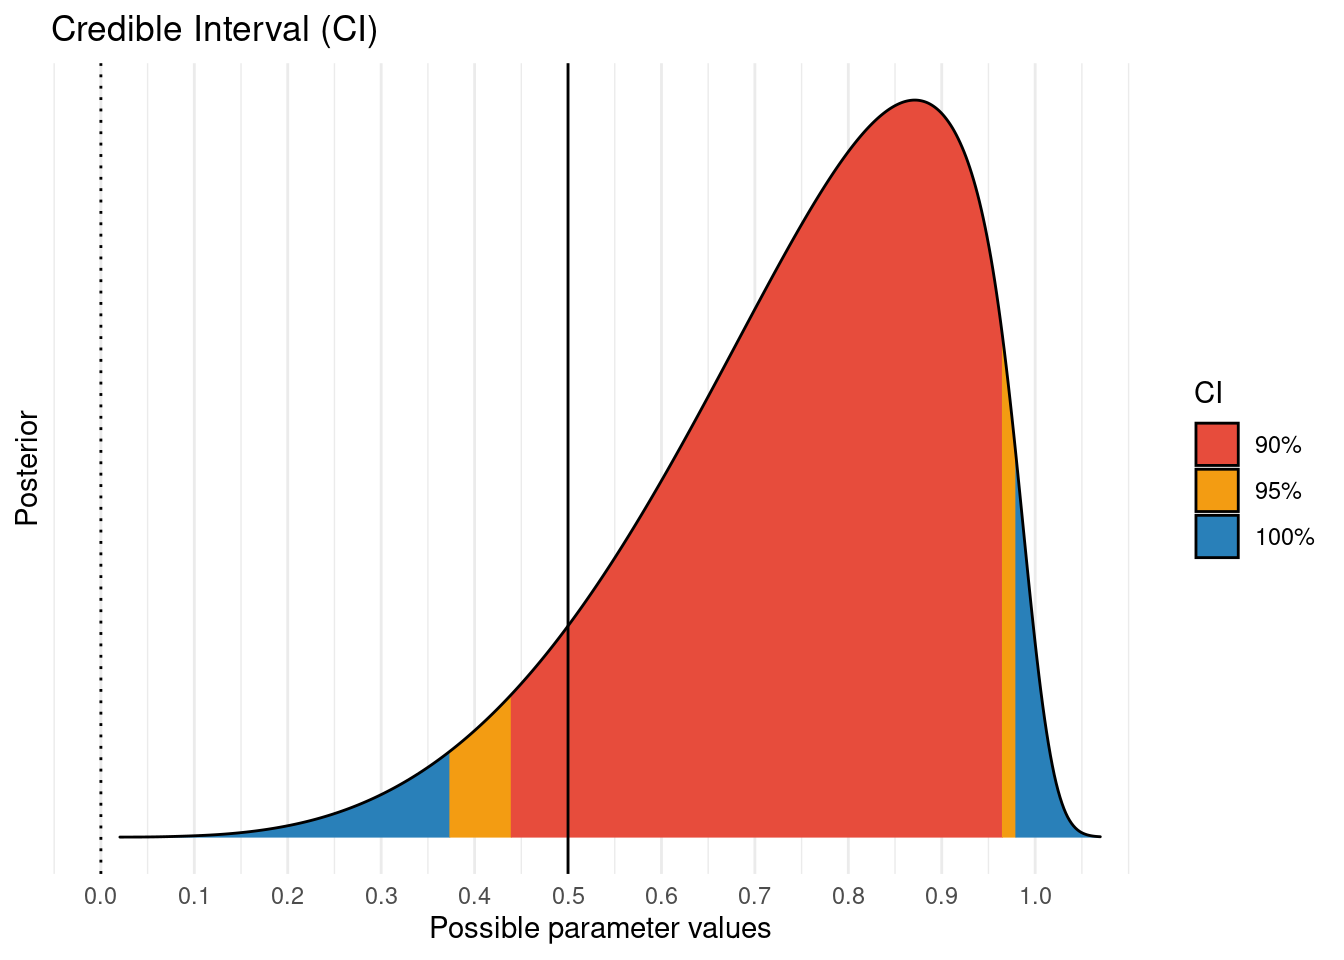 Credible Interval (CI)
Posterior
CI
90%
95%
100%
0.0 0.1 0.2 0.3 0.4 0.5 0.6 0.7 0.8 0.9 1.0
Possible parameter values